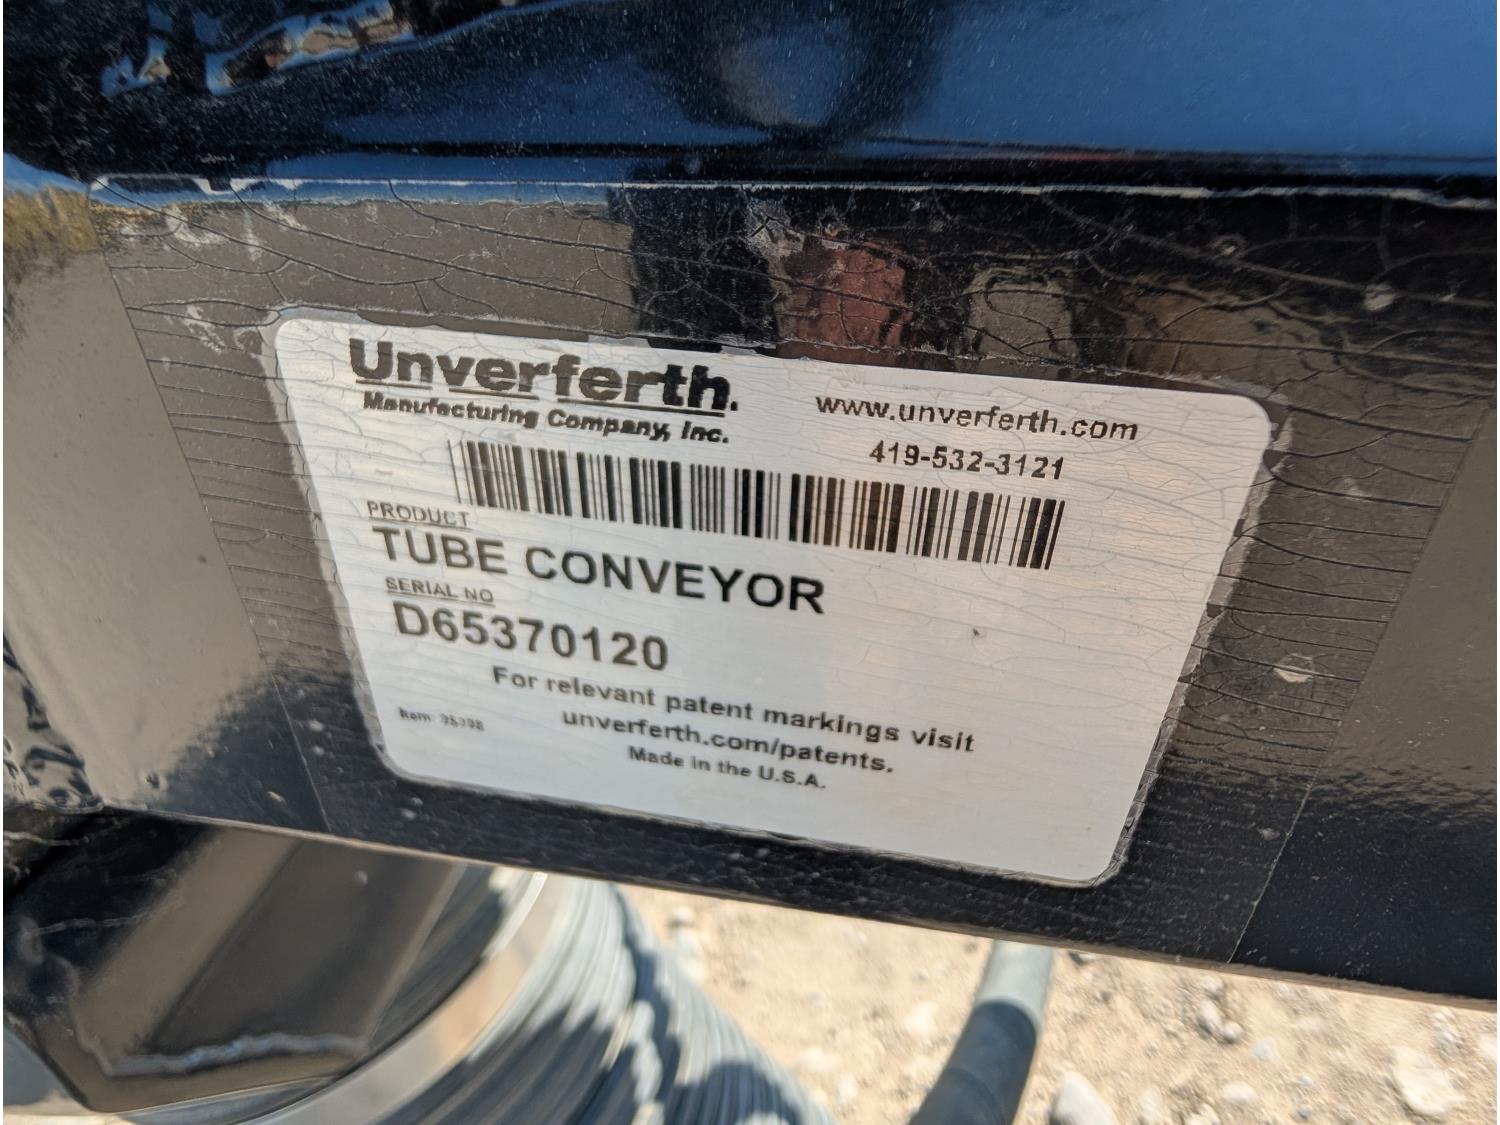 Unverferth.
Manufacturing Company, Inc.
www.unverferth.com
419-532-3121
PRODUCT
TUBE CONVEYOR
SERIAL NO
D65370120
For relevant patent markings visit
unverferth.com/patents.
Made in the U.S.A.
Item: